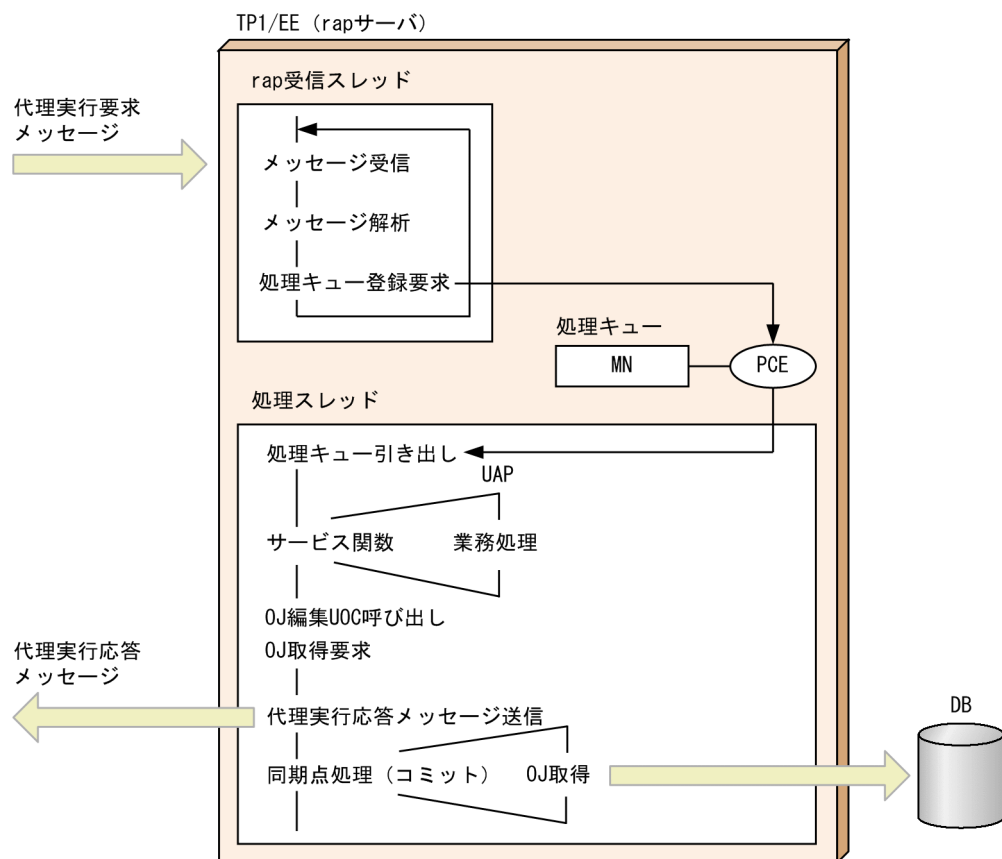 TP1/EE（rapサーバ）
rap受信スレッド
代理実行要求
メッセージ
メッセージ受信
メッセージ解析
処理キュー登録要求
処理キュー
MN
PCE
処理スレッド
処理キュー引き出し
UAP
サービス関数
業務処理
OJ編集UOC呼び出し
OJ取得要求
代理実行応答
メッセージ
代理実行応答メッセージ送信
DB
同期点処理（コミット）
OJ取得